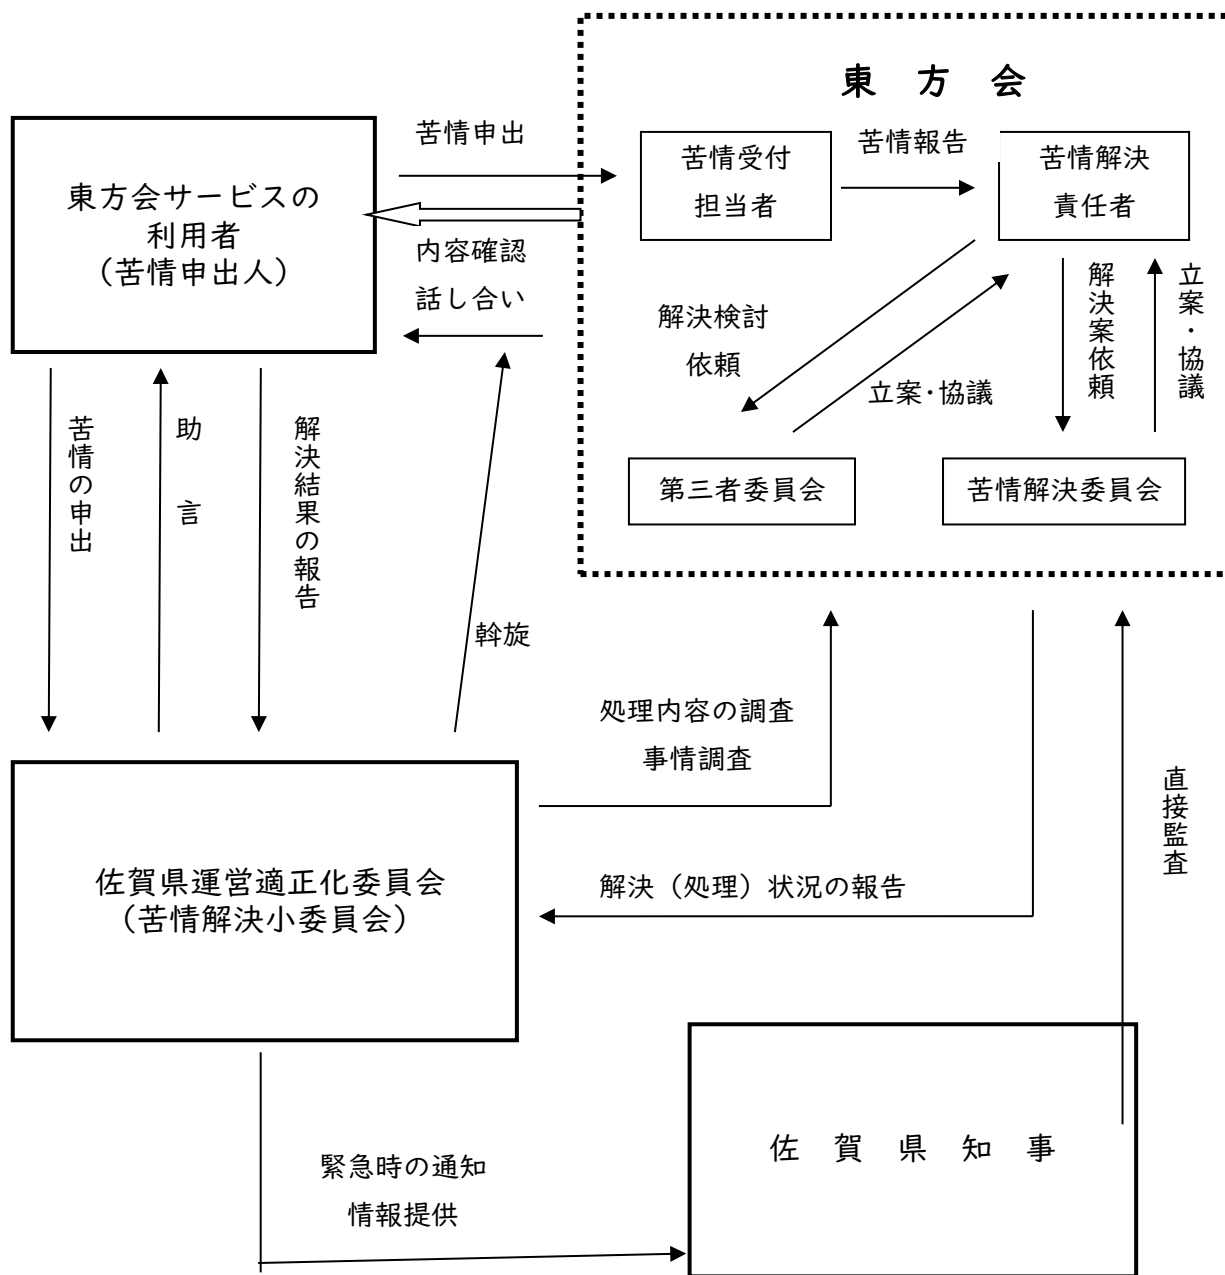 東 方 会
苦情申出
苦情受付
担当者
苦情報告
苦情解決
責任者
東方会サービスの
利用者
（苦情申出人）
内容確認
話し合い
解決検討
依頼
立案・協議
解決案依頼
立案・協議
第三者委員会
苦情解決委員会
苦情の申出
助 言
解決結果の報告
斡旋
処理内容の調査
事情調査
直接監査
佐賀県運営適正化委員会
（苦情解決小委員会）
解決（処理）状況の報告
佐 賀 県 知 事
緊急時の通知
情報提供